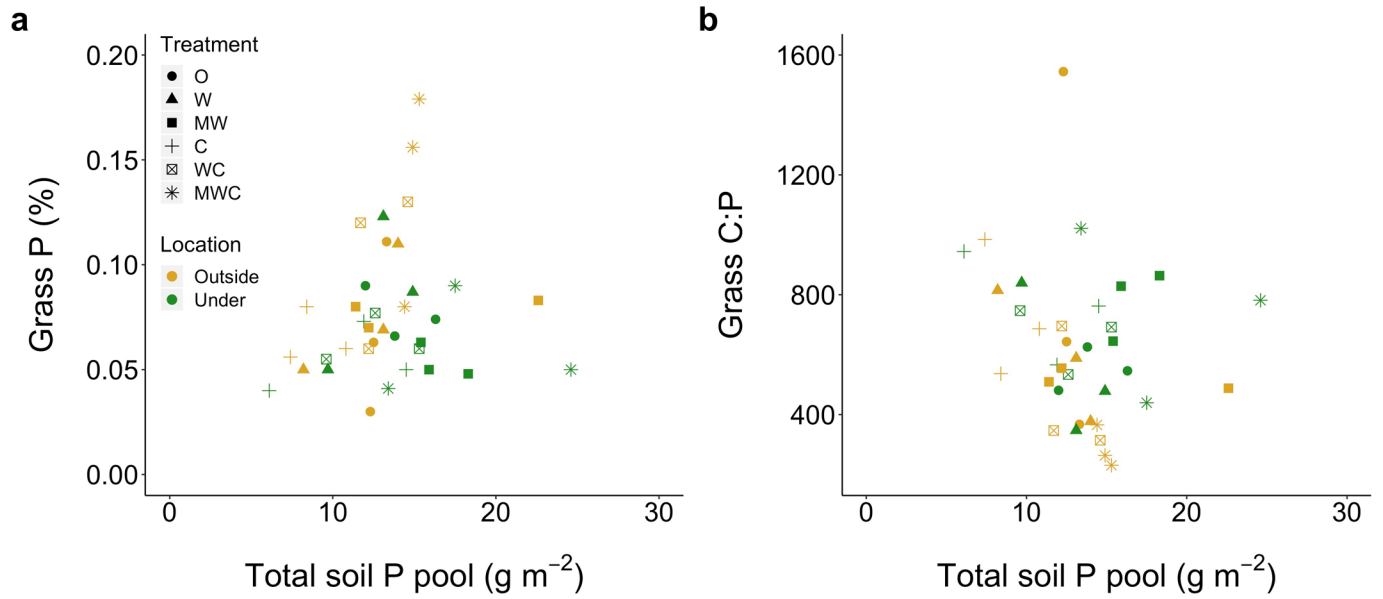 a
Grass P (%)
0.20
0.15
0.10
0.05
0.00
Treatment
O
W
MW
C
WC
MWC
Location
Outside
Under
0 10 20 30
Total soil P pool (g m−2)
b
Grass C:P
1600
1200
800
400
0 10 20 30
Total soil P pool (g m−2)